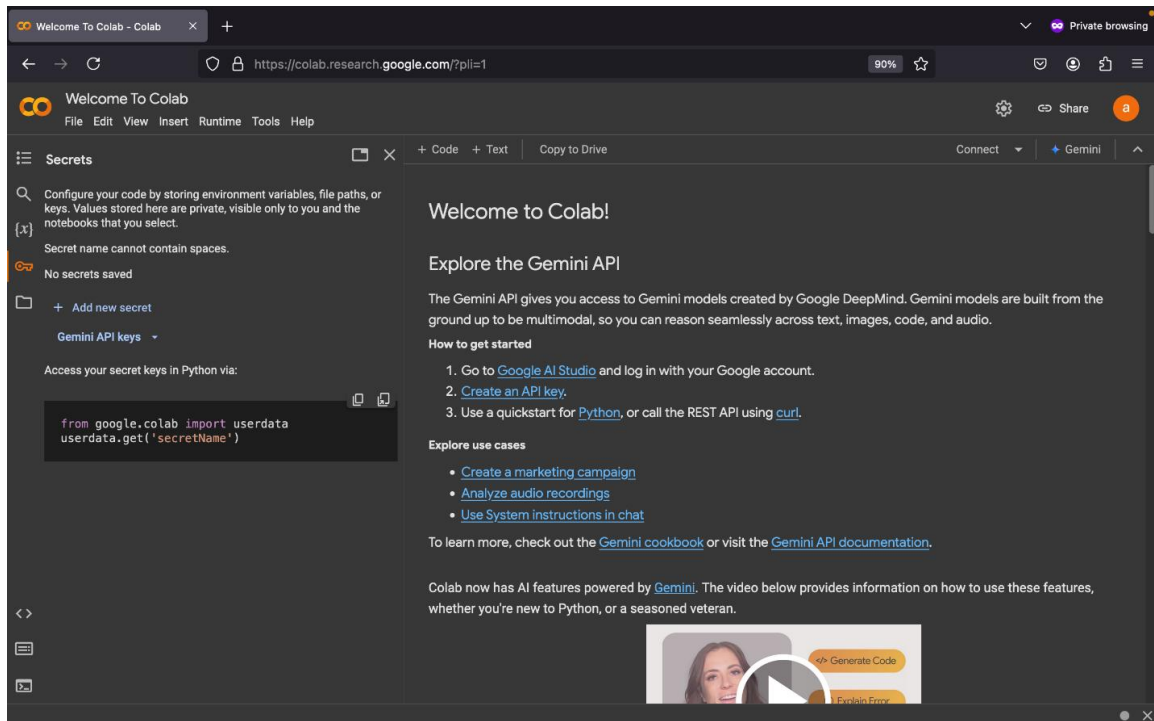 Welcome To Colab - Colab
Private browsing
https://colab.research.google.com/?pli=1
90%
Welcome To Colab
File Edit View Insert Runtime Tools Help
Share
a
Secrets
Configure your code by storing environment variables, file paths, or
keys. Values stored here are private, visible only to you and the
notebooks that you select.
Secret name cannot contain spaces.
No secrets saved
+ Add new secret
Gemini API keys
Access your secret keys in Python via:
from google.colab import userdata
userdata.get('secretName')
+ Code + Text Copy to Drive
Connect Gemini
Welcome to Colab!
Explore the Gemini API
The Gemini API gives you access to Gemini models created by Google DeepMind. Gemini models are built from the
ground up to be multimodal, so you can reason seamlessly across text, images, code, and audio.
How to get started
1. Go to Google AI Studio and log in with your Google account.
2. Create an API key.
3. Use a quickstart for Python, or call the REST API using curl.
Explore use cases
• Create a marketing campaign
• Analyze audio recordings
• Use System instructions in chat
To learn more, check out the Gemini cookbook or visit the Gemini API documentation.
Colab now has AI features powered by Gemini. The video below provides information on how to use these features,
whether you're new to Python, or a seasoned veteran.
</> Generate Code
Explain Error